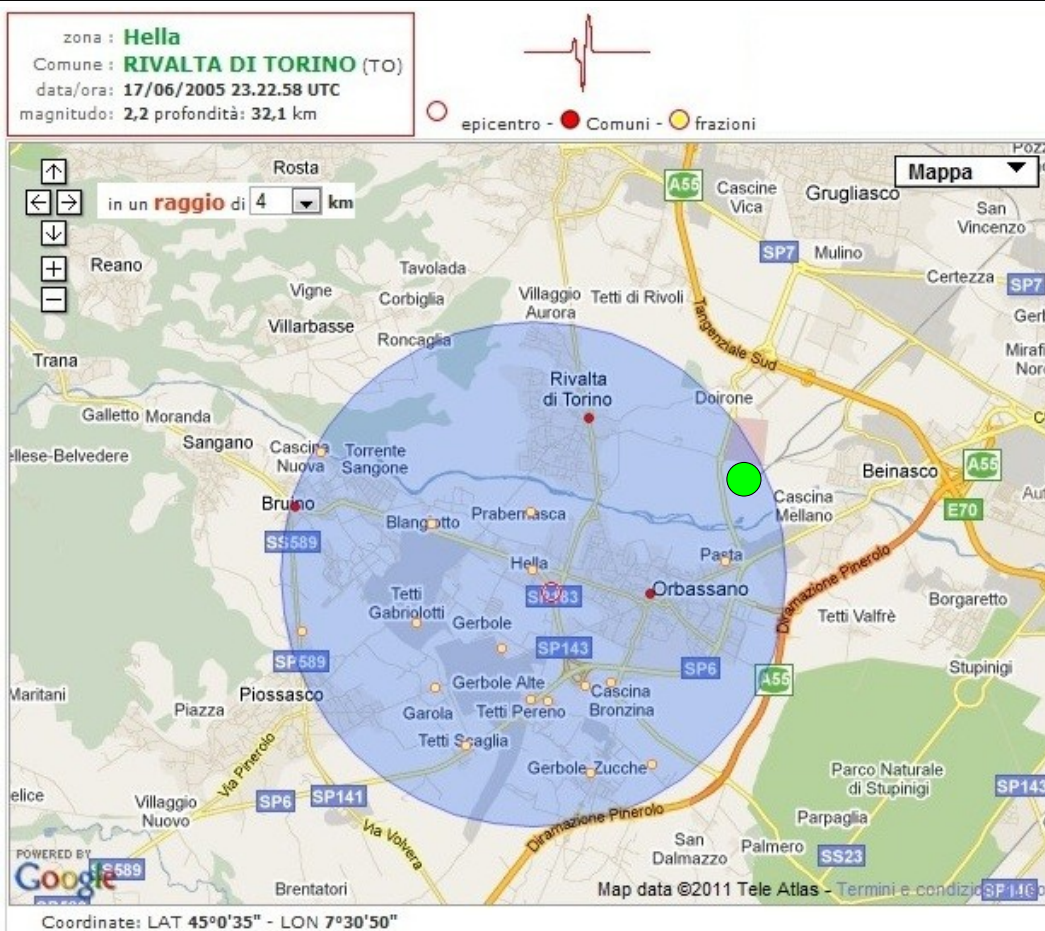 zona : Hella
Comune : RIVALTA DI TORINO (TO)
data/ora: 17/06/2005 23.22.58 UTC
magnitudo: 2,2 profondità: 32,1 km
epicentro - Comuni - frazioni
in un raggio di 4 km
Mappa
Rosta
A55
Cascine
Vica
Grugliasco
San
Vincenzo
SP7
Mulino
Certezza
SP7
Reano
Tavolada
Vigne
Corbiglia
Villaggio
Aurora
Tetti di Rivoli
Villarbasse
Roncaglia
Tangenziale Sud
Trana
Rivalta
di Torino
Doirone
Galletto
Moranda
Sangano
Cascina
Nuova
Torrente
Sangone
Beinasco
A55
E70
Cascina
Mellano
Bruino
SS589
Blangiotto
Prabernasca
Hella
Pasta
SP183
Orbassano
Diramazione Pinerolo
Borgaretto
Tetti
Gabriolotti
Gerbole
Tetti Valfrè
SP143
SP589
SP6
Stupinigi
A55
Piossasco
Piazza
Maritani
Gerbole Alte
Garola
Tetti Pereno
Cascina
Bronzina
Tetti Scaglia
Gerbole Zucche
Via Pinerolo
Villaggio
Nuovo
SP6
SP141
Via Volvera
Diramazione Pinerolo
Parco Naturale
di Stupinigi
SP143
Parpaglia
San
Dalmazzo
Palmero
SS23
POWERED BY
Google
Brentatori
Map data ©2011 Tele Atlas - Termini e
Coordinate: LAT 45°0'35" - LON 7°30'50"